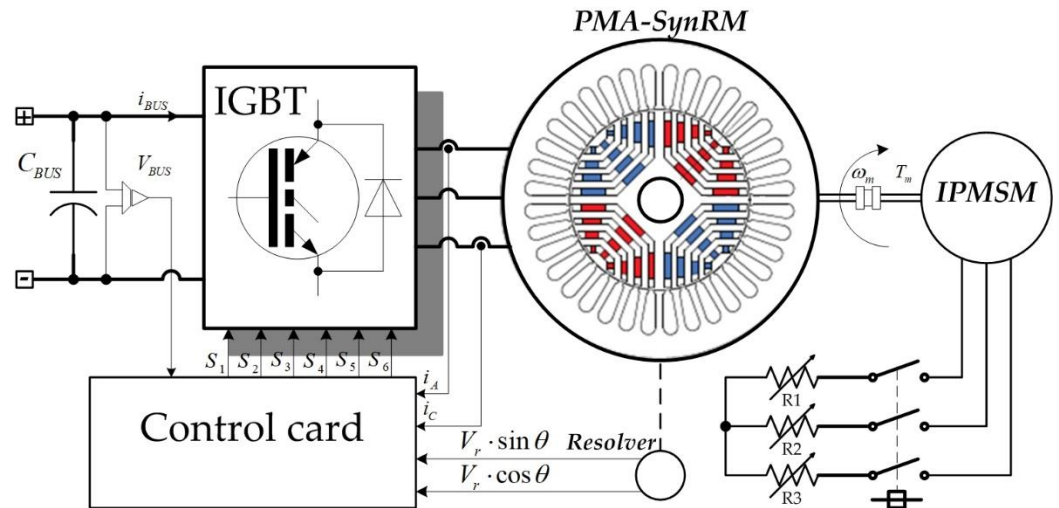 PMA-SynRM
+
i_BUS
IGBT
C_BUS
V_BUS
ω_m
T_m
IPMSM
-
S_1
S_2
S_3
S_4
S_5
S_6
i_A
i_C
Control card
V_r · sin θ
Resolver
V_r · cos θ
R1
R2
R3